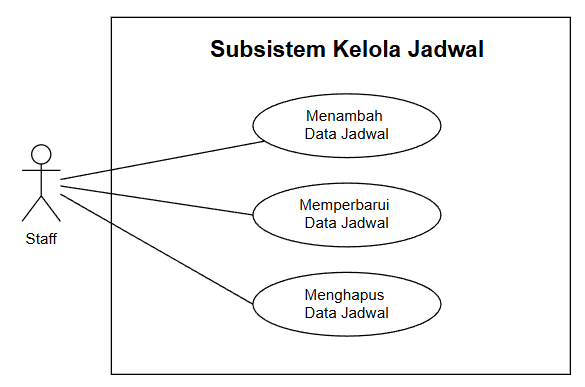 Subsistem Kelola Jadwal
Menambah
Data Jadwal
Memperbarui
Data Jadwal
Menghapus
Data Jadwal
Staff